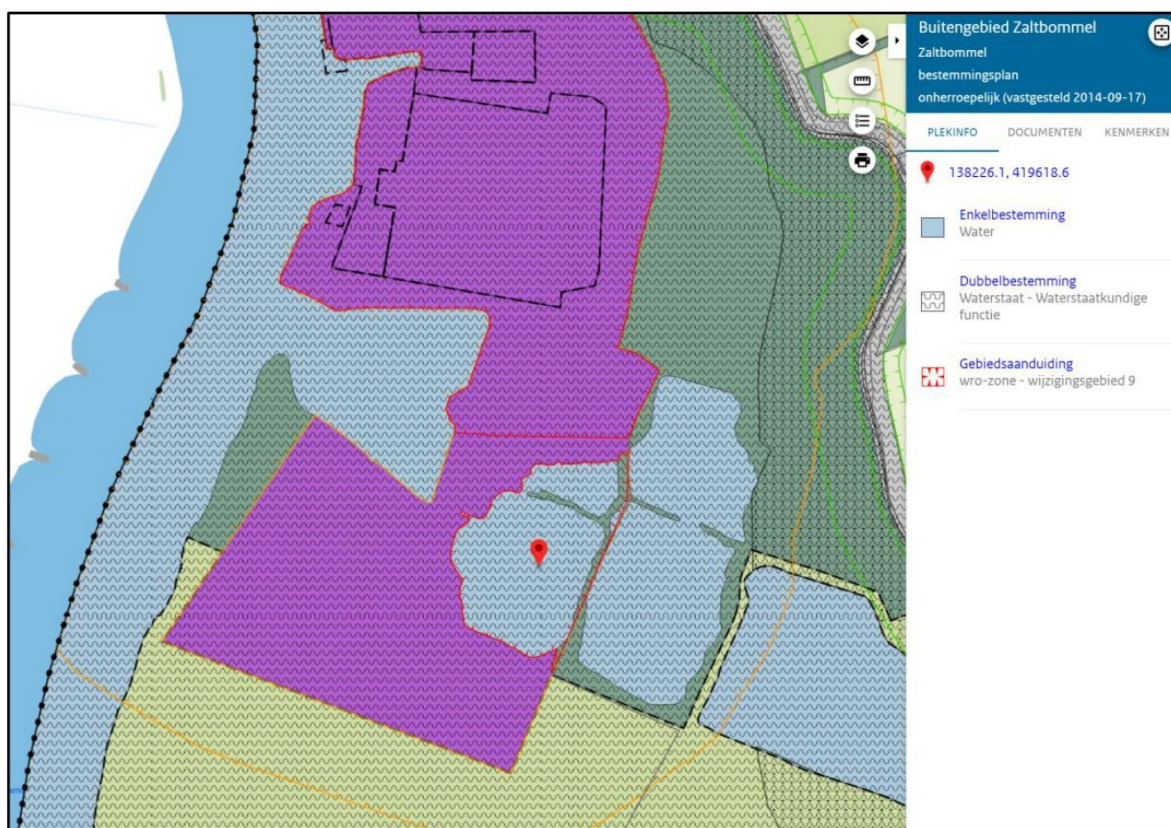 Buitengebied Zaltbommel
Zaltbommel
bestemmingsplan
onherroepelijk (vastgesteld 2014-09-17)
PLEKINFO DOCUMENTEN KENMERKEN
138226.1, 419618.6
Enkelbestemming
Water
Dubbelbestemming
Waterstaat - Waterstaatkundige
functie
Gebiedsaanduiding
wro-zone - wijzigingsgebied 9